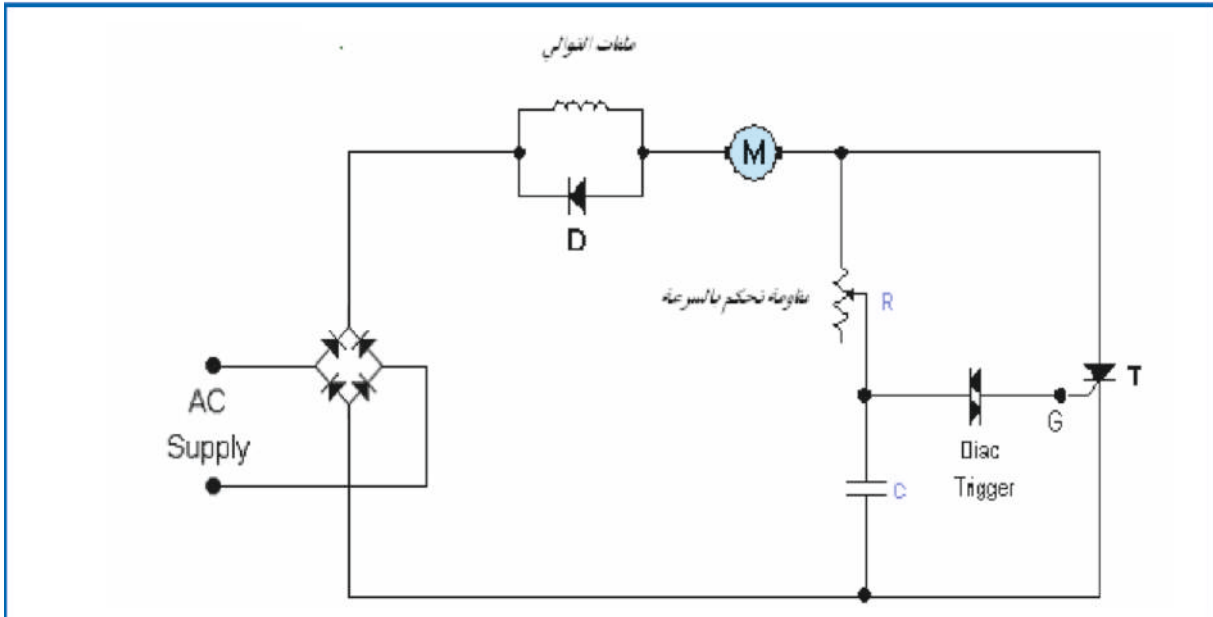 ملفات التوالي
M
D
مقاومة تحكم بالسرعة
R
T
AC
Supply
G
Diac
Trigger
C